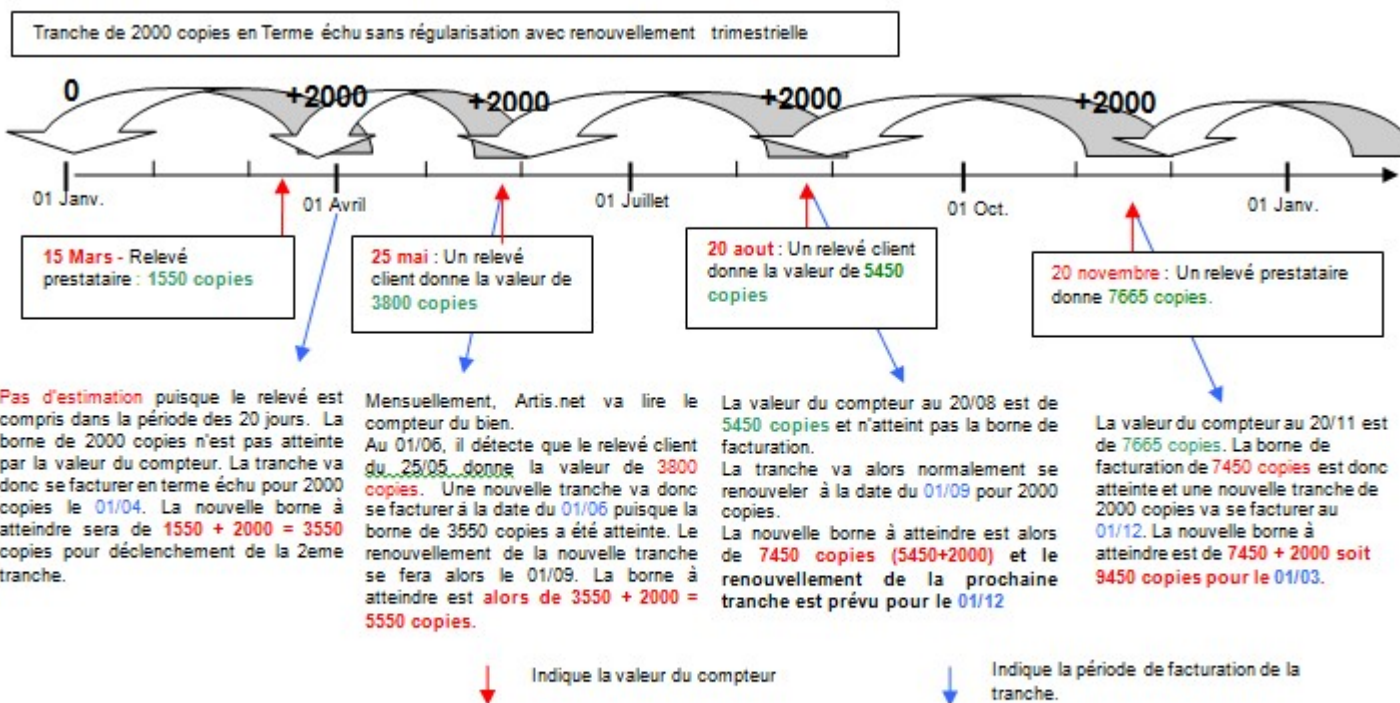 Tranche de 2000 copies en Terme échu sans régularisation avec renouvellement trimestrielle
0
+2000
+2000
+2000
+2000
01 Janv.
01 Avril
01 Juillet
01 Oct.
01 Janv.
15 Mars - Relevé
prestataire : 1550 copies
25 mai : Un relevé
client donne la valeur de
3800 copies
20 aout : Un relevé client
donne la valeur de 5450
copies
20 novembre : Un relevé prestataire
donne 7665 copies.
Pas d'estimation puisque le relevé est
compris dans la période des 20 jours. La
borne de 2000 copies n'est pas atteinte
par la valeur du compteur. La tranche va
donc se facturer en terme échu pour 2000
copies le 01/04. La nouvelle borne à
atteindre sera de 1550 + 2000 = 3550
copies pour déclenchement de la 2eme
tranche.
Mensuellement, Artis.net va lire le
compteur du bien.
Au 01/06, il détecte que le relevé client
du 25/05 donne la valeur de 3800
copies. Une nouvelle tranche va donc
se facturer à la date du 01/06 puisque la
borne de 3550 copies a été atteinte. Le
renouvellement de la nouvelle tranche
se fera alors le 01/09. La borne à
atteindre est alors de 3550 + 2000 =
5550 copies.
La valeur du compteur au 20/08 est de
5450 copies et n'atteint pas la borne de
facturation.
La tranche va alors normalement se
renouveler à la date du 01/09 pour 2000
copies.
La nouvelle borne à atteindre est alors
de 7450 copies (5450+2000) et le
renouvellement de la prochaine
tranche est prévu pour le 01/12
La valeur du compteur au 20/11 est
de 7665 copies. La borne de
facturation de 7450 copies est donc
atteinte et une nouvelle tranche de
2000 copies va se facturer au
01/12. La nouvelle borne à
atteindre est de 7450 + 2000 soit
9450 copies pour le 01/03.
Indique la valeur du compteur
Indique la période de facturation de la
tranche.